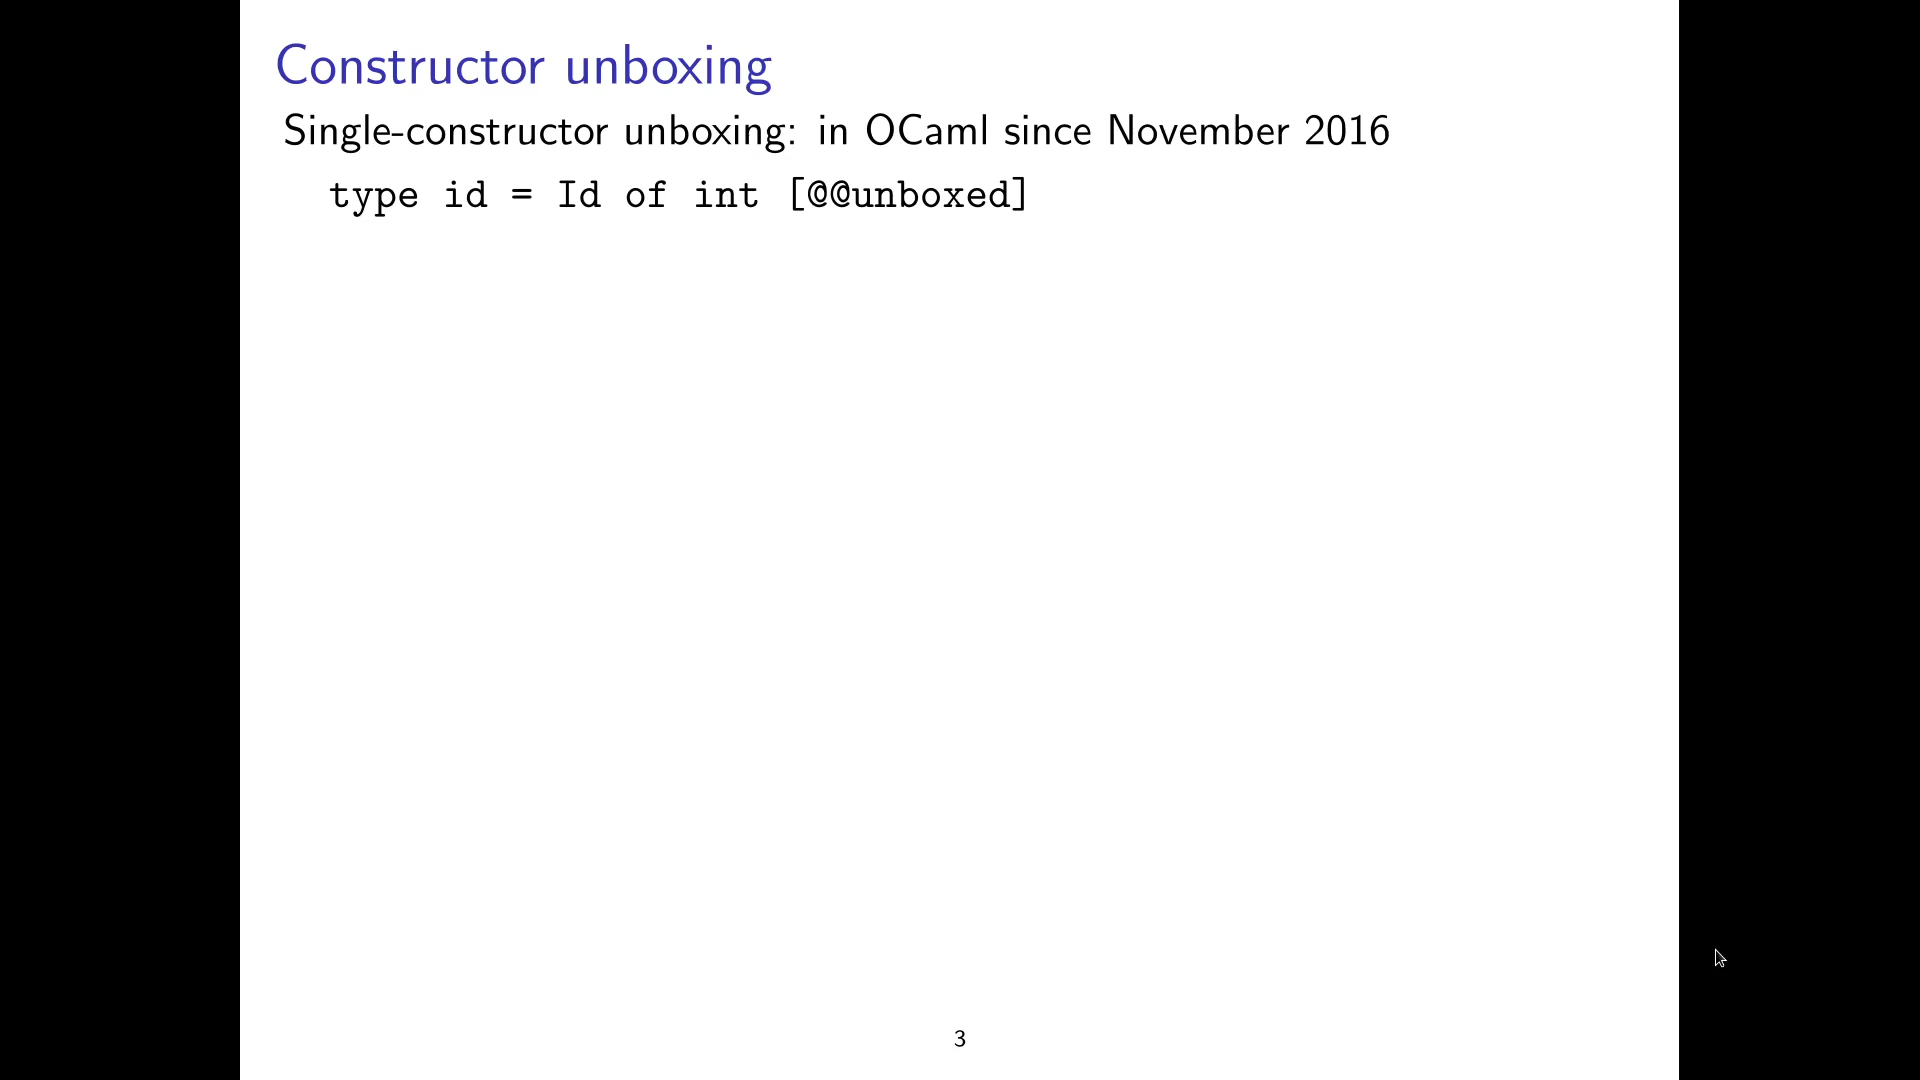 Constructor unboxing
Single-constructor unboxing: in OCaml since November 2016
type id = Id of int [@@unboxed]
3